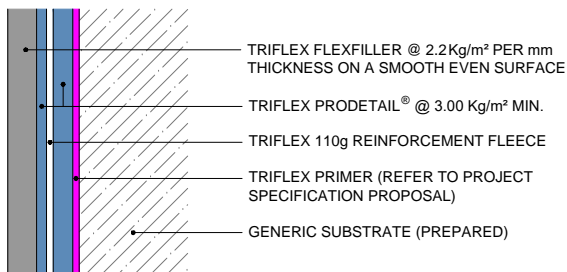 TRIFLEX FLEXFILLER @ 2.2Kg/m² PER mm
THICKNESS ON A SMOOTH EVEN SURFACE
TRIFLEX PRODETAIL® @ 3.00 Kg/m² MIN.
TRIFLEX 110g REINFORCEMENT FLEECE
TRIFLEX PRIMER (REFER TO PROJECT
SPECIFICATION PROPOSAL)
GENERIC SUBSTRATE (PREPARED)